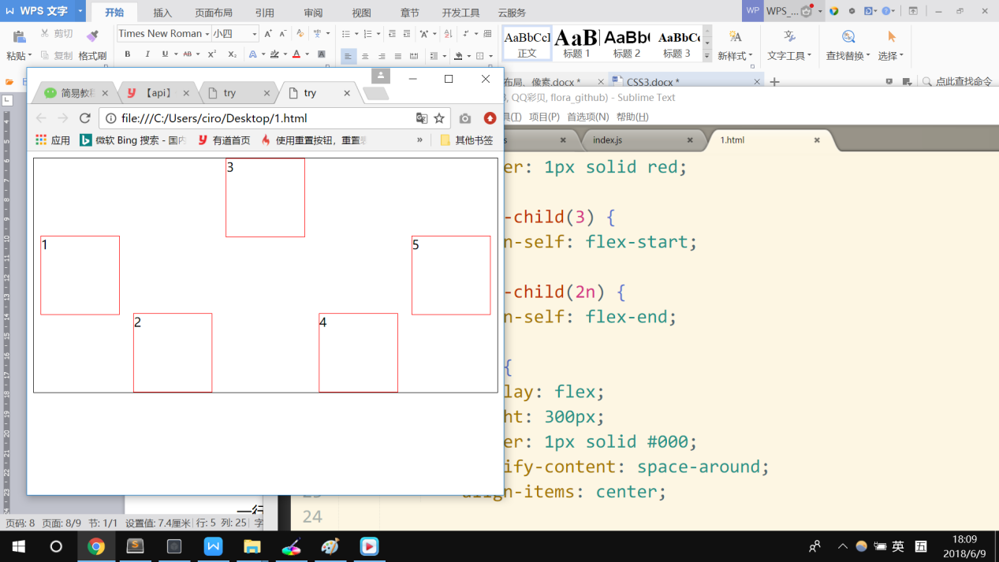 WPS 文字
开始 插入 页面布局 引用 审阅 视图 章节 开发工具 云服务
WP WPS_...
粘贴 剪切 复制 格式刷
Times New Roman 小四
B I U AB X² X₂ A A A
AaBbCcI AaB AaBb( AaBbCc
正文 标题 1 标题 2 标题 3
新样式 文字工具 查找替换 选择
布局、像素.docx * × CSS3.docx * × 点此查找命令
简易教 【api】 try try
, QQ彩贝, flora_github) - Sublime Text
具(T) 项目(P) 首选项(N) 帮助(H)
file:///C:/Users/ciro/Desktop/1.html
应用 微软 Bing 搜索 - 国内 有道首页 使用重置按钮，重置 » 其他书签
s index.js 1.html
3
1
5
2
4
er: 1px solid red;
-child(3) {
n-self: flex-start;
-child(2n) {
n-self: flex-end;
{
lay: flex;
ht: 300px;
er: 1px solid #000;
ify-content: space-around;
align-items: center;
24
一行
页码: 8 页面: 8/9 节: 1/1 设置值: 7.4厘米 行: 5 列: 25 字
英 五
18:09
2018/6/9